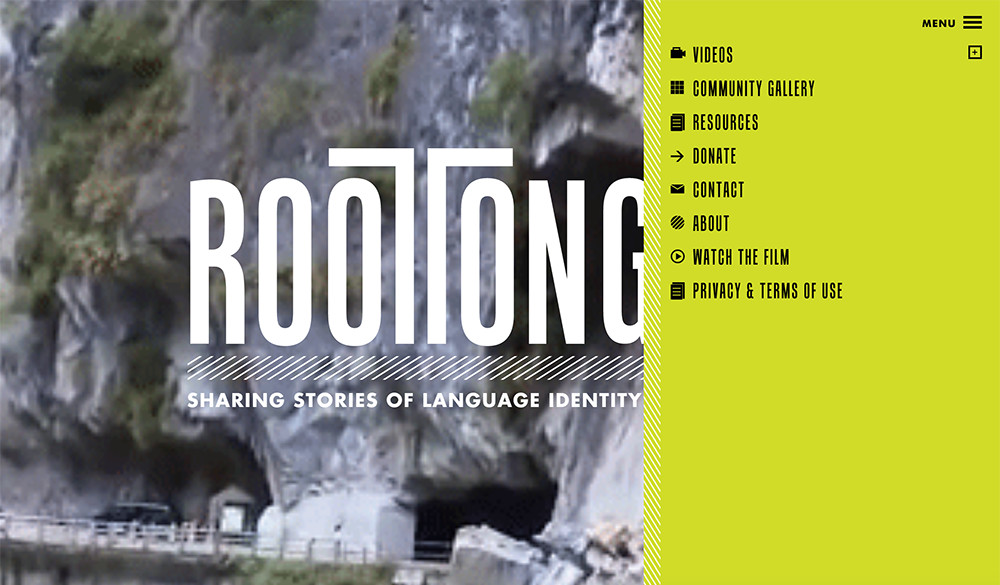 MENU
VIDEOS
COMMUNITY GALLERY
RESOURCES
DONATE
CONTACT
ABOUT
WATCH THE FILM
PRIVACY & TERMS OF USE
ROOTTONG
SHARING STORIES OF LANGUAGE IDENTITY